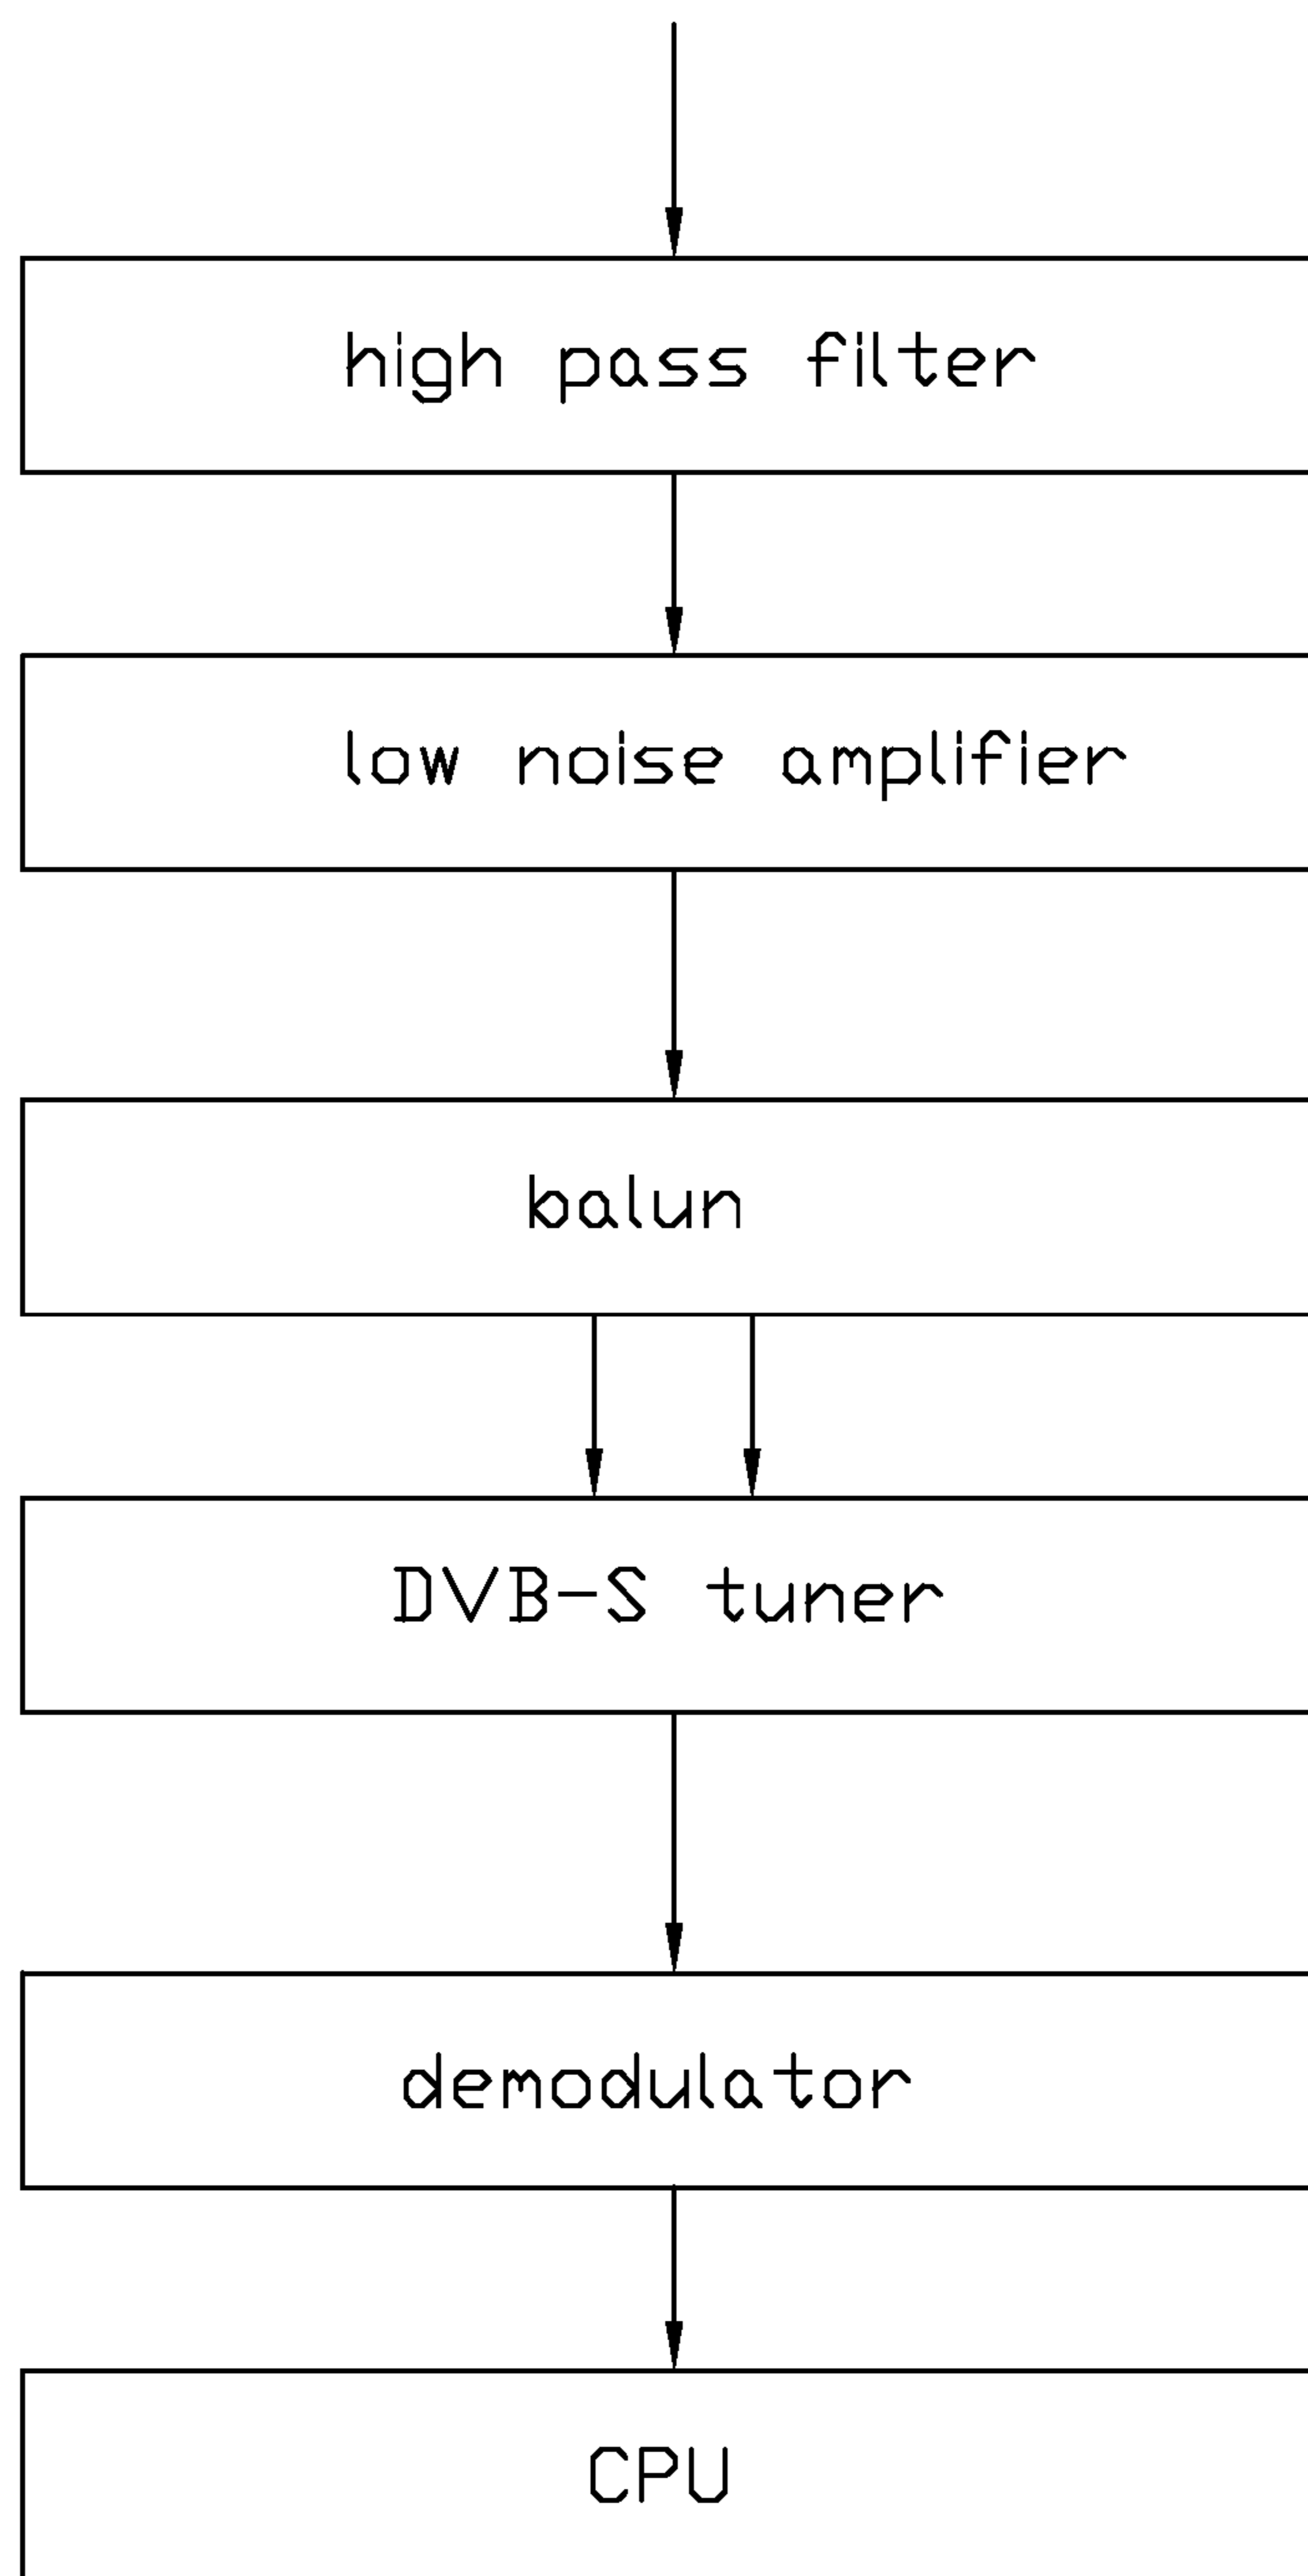 high pass filter
low noise amplifier
balun
DVB-S tuner
demodulator
CPU